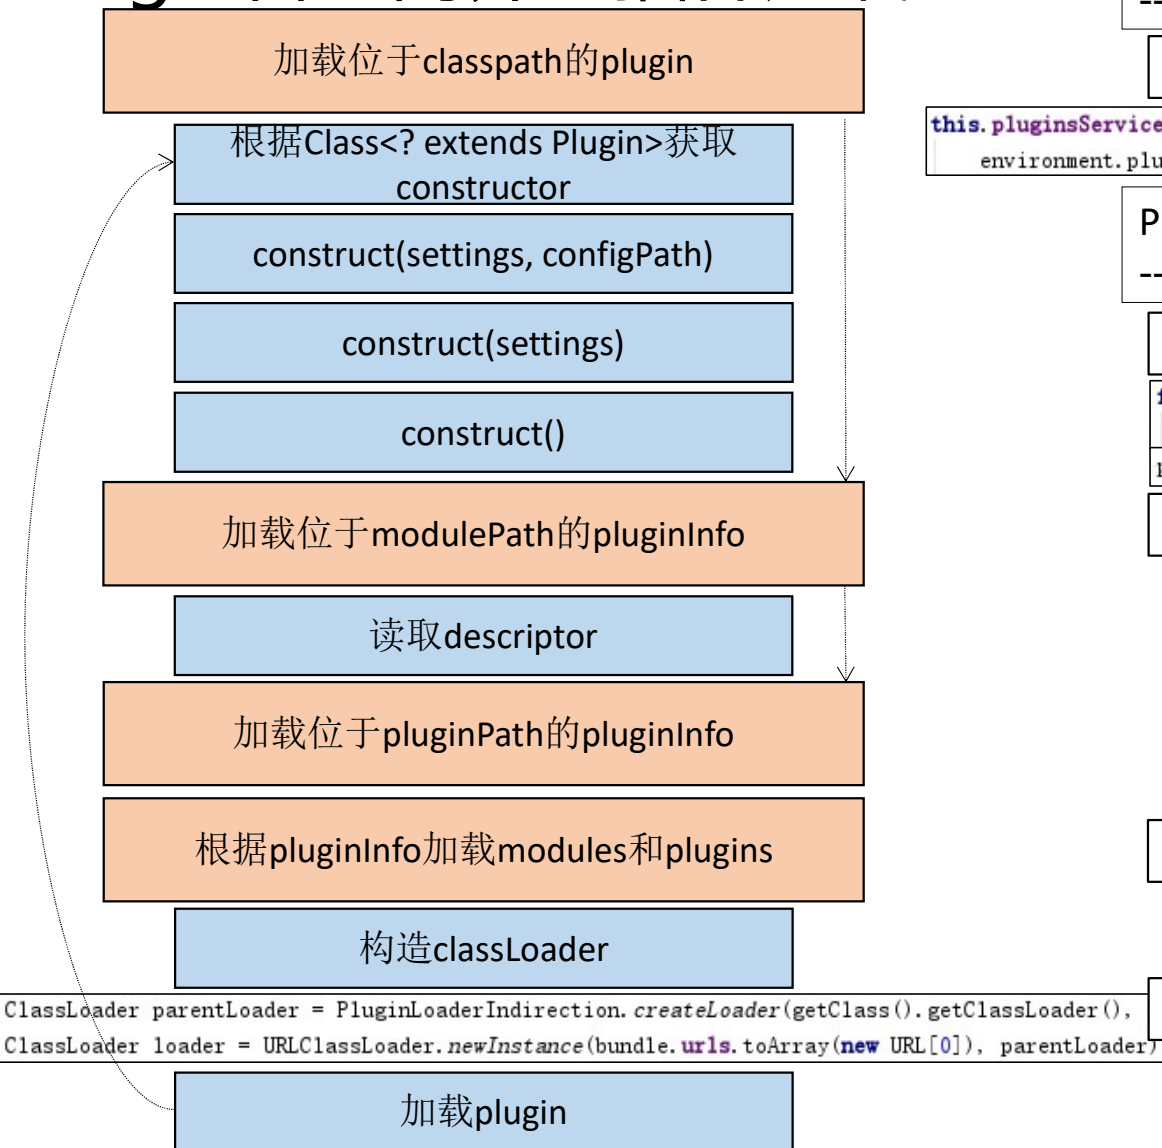 加载位于classpath的plugin
根据Class<? extends Plugin>获取
constructor
construct(settings, configPath)
construct(settings)
construct()
加载位于modulePath的pluginInfo
读取descriptor
加载位于pluginPath的pluginInfo
根据pluginInfo加载modules和plugins
构造classLoader
ClassLoader parentLoader = PluginLoaderIndirection.createLoader(getClass().getClassLoader(),
ClassLoader loader = URLClassLoader.newInstance(bundle.urls.toArray(new URL[0]), parentLoader)
加载plugin
--
this.pluginsService
environment.plu
P
--